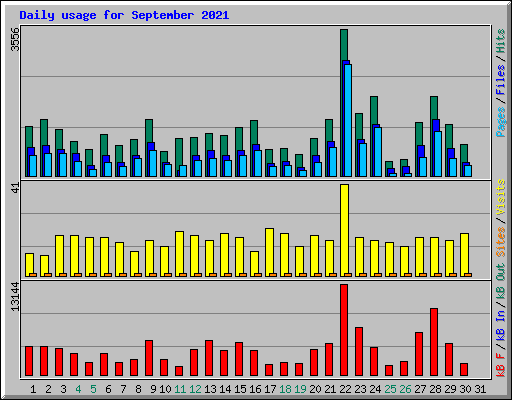 Daily usage for September 2021
3556
Pages / Files / Hits
41
Sites / Visits
13144
kB F / kB In / kB Out
1 2 3 4 5 6 7 8 9 10 11 12 13 14 15 16 17 18 19 20 21 22 23 24 25 26 27 28 29 30 31